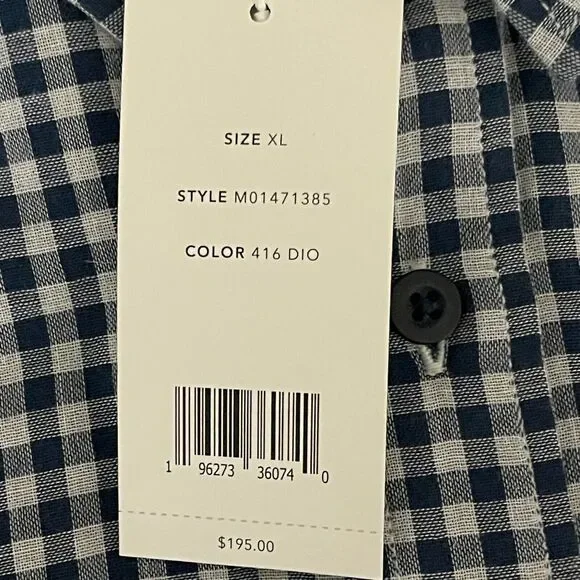 SIZE XL
STYLE M01471385
COLOR 416 DIO
1 96273 36074 0
$195.00